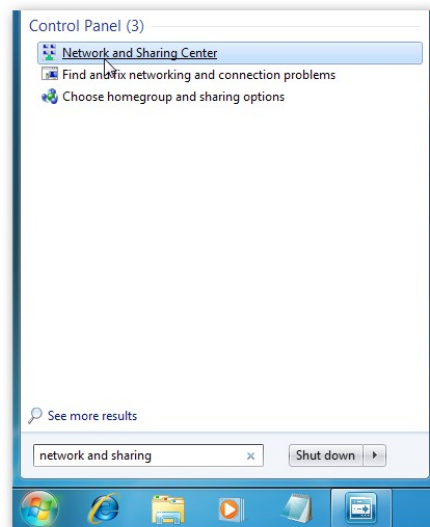 Control Panel (3)
Network and Sharing Center
Find and fix networking and connection problems
Choose homegroup and sharing options
See more results
network and sharing
Shut down